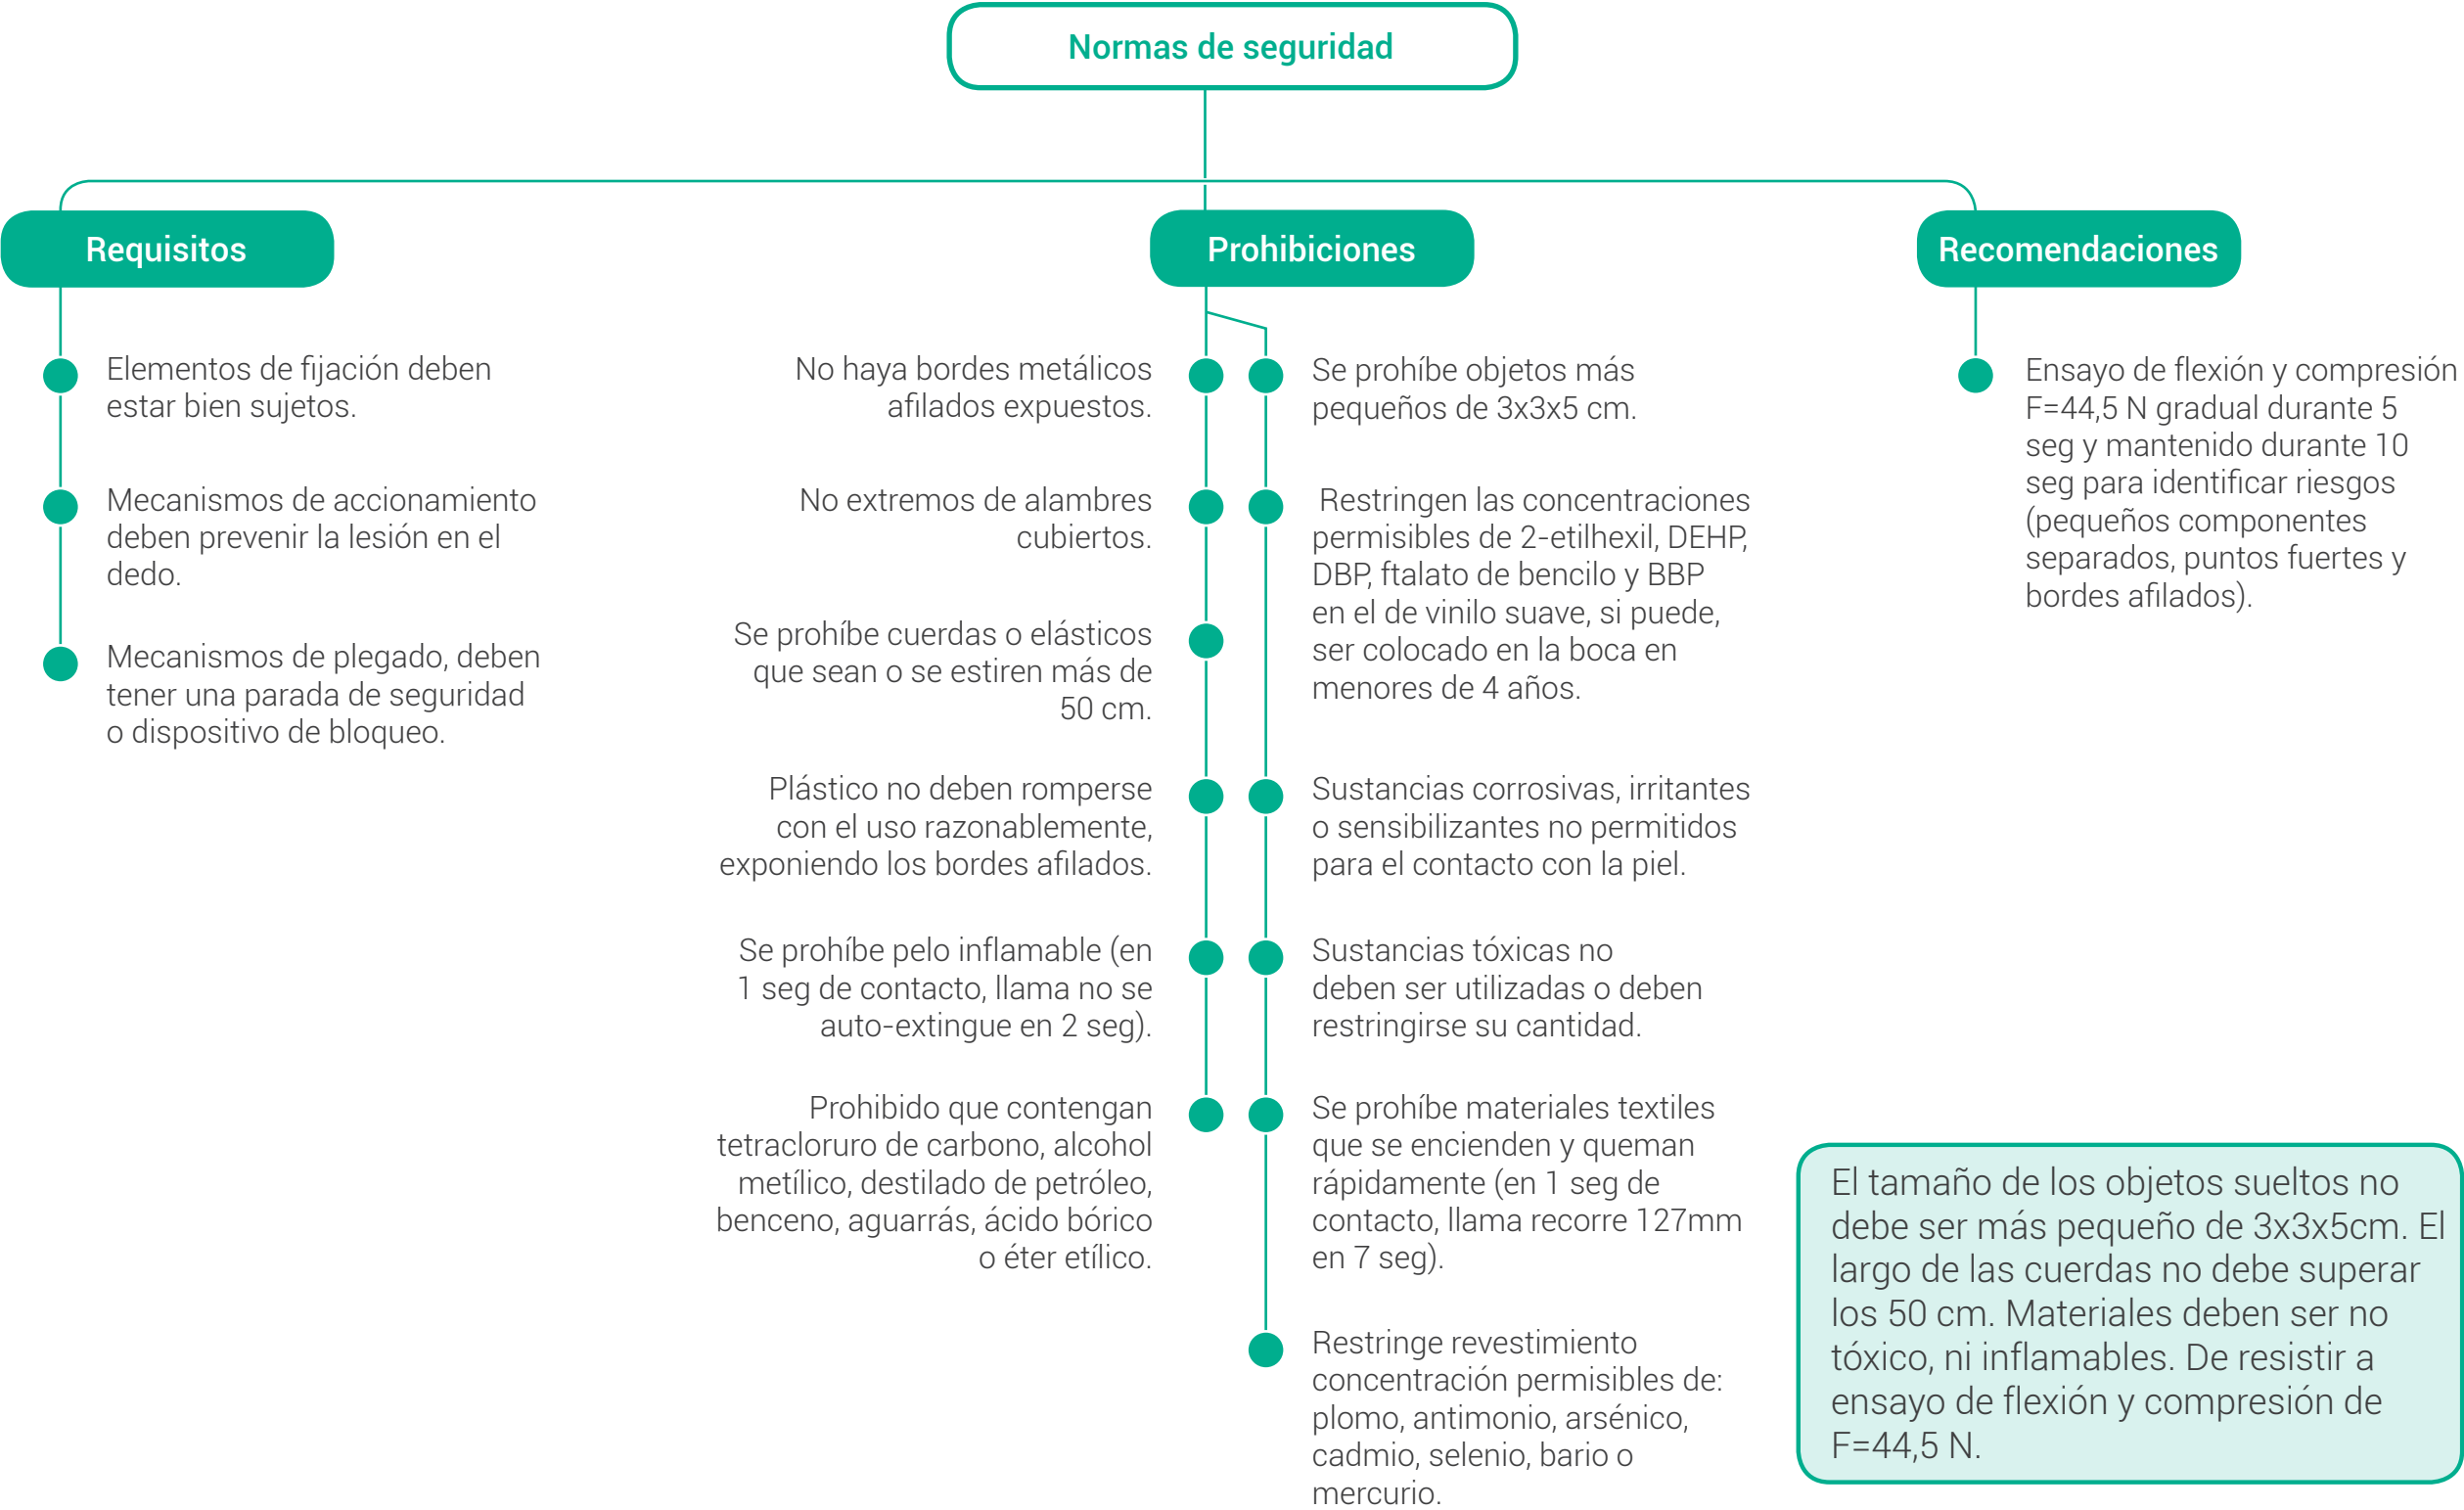 Normas de seguridad
Requisitos
Elementos de fijación deben
estar bien sujetos.
Mecanismos de accionamiento
deben prevenir la lesión en el
dedo.
Mecanismos de plegado, deben
tener una parada de seguridad
o dispositivo de bloqueo.
Prohibiciones
No haya bordes metálicos
afilados expuestos.
No extremos de alambres
cubiertos.
Se prohíbe cuerdas o elásticos
que sean o se estiren más de
50 cm.
Plástico no deben romperse
con el uso razonablemente,
exponiendo los bordes afilados.
Se prohíbe pelo inflamable (en
1 seg de contacto, llama no se
auto-extingue en 2 seg).
Prohibido que contengan
tetracloruro de carbono, alcohol
metílico, destilado de petróleo,
benceno, aguarrás, ácido bórico
o éter etílico.
Se prohíbe objetos más
pequeños de 3x3x5 cm.
Restringen las concentraciones
permisibles de 2-etilhexil, DEHP,
DBP, ftalato de bencilo y BBP
en el de vinilo suave, si puede,
ser colocado en la boca en
menores de 4 años.
Sustancias corrosivas, irritantes
o sensibilizantes no permitidos
para el contacto con la piel.
Sustancias tóxicas no
deben ser utilizadas o deben
restringirse su cantidad.
Se prohíbe materiales textiles
que se encienden y queman
rápidamente (en 1 seg de
contacto, llama recorre 127mm
en 7 seg).
Restringe revestimiento
concentración permisibles de:
plomo, antimonio, arsénico,
cadmio, selenio, bario o
mercurio.
Recomendaciones
Ensayo de flexión y compresión
F=44,5 N gradual durante 5
seg y mantenido durante 10
seg para identificar riesgos
(pequeños componentes
separados, puntos fuertes y
bordes afilados).
El tamaño de los objetos sueltos no
debe ser más pequeño de 3x3x5cm. El
largo de las cuerdas no debe superar
los 50 cm. Materiales deben ser no
tóxico, ni inflamables. De resistir a
ensayo de flexión y compresión de
F=44,5 N.